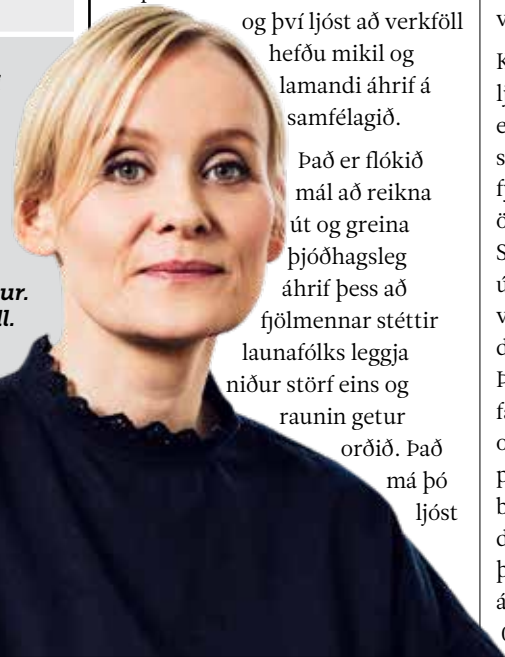 ur.
ll.
og því ljóst að verkföll
hefðu mikil og
lamandi áhrif á
samfélagið.
Það er flókið
mál að reikna
út og greina
þjóðhagsleg
áhrif þess að
fjölmennar stéttir
launafólks leggja
niður störf eins og
raunin getur
orðið. Það
má þó
ljóst